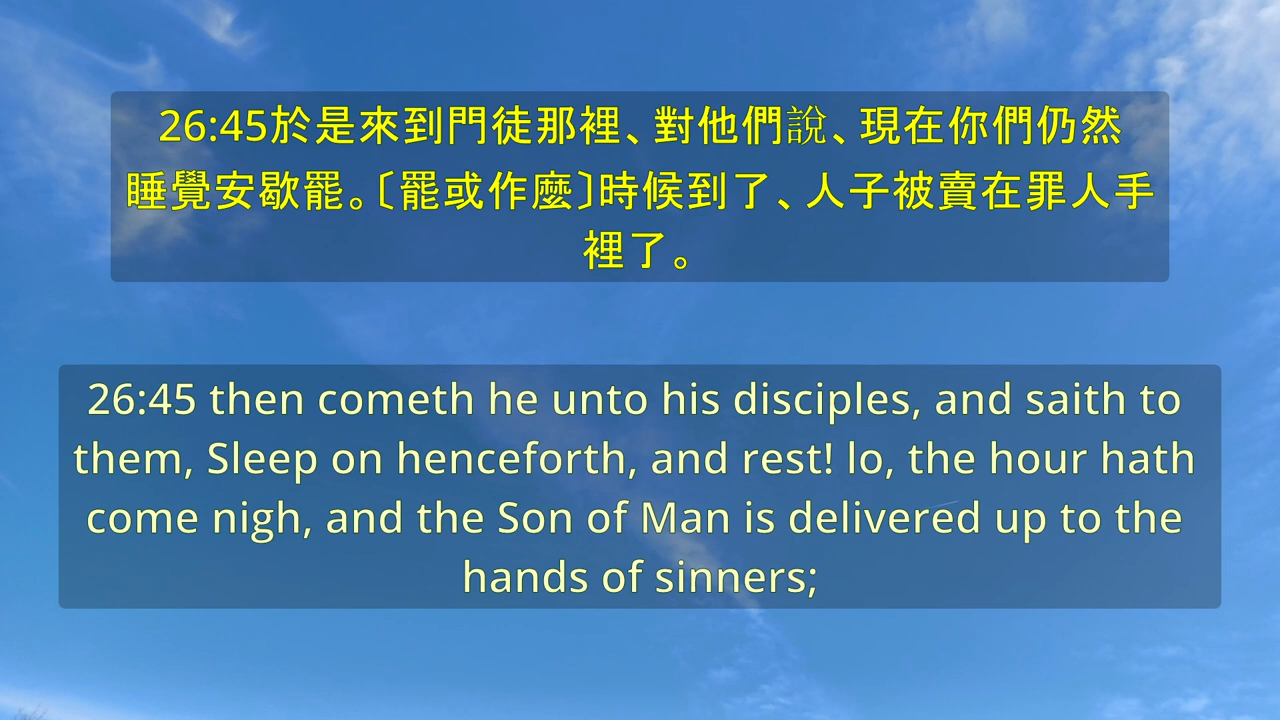 26:45於是來到門徒那裡、對他們說、現在你們仍然
睡覺安歇罷。〔罷或作麼〕時候到了、人子被賣在罪人手
裡了。
26:45 then cometh he unto his disciples, and saith to
them, Sleep on henceforth, and rest! lo, the hour hath
come nigh, and the Son of Man is delivered up to the
hands of sinners;